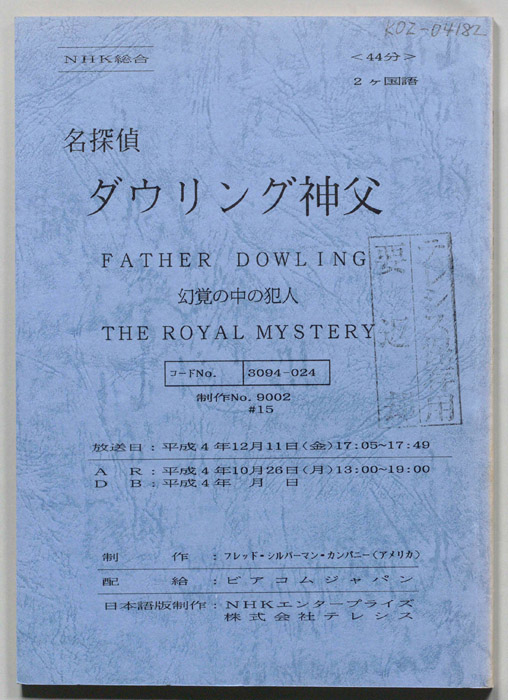 KOZ-04182
NHK総合 <44分>
2ヶ国語
名探偵
ダウリング神父
FATHER DOWLING
幻覚の中の犯人
THE ROYAL MYSTERY
コードNo. 3094-024
制作No. 9002
#15
要返
放送日:平成4年12月11日(金)17:05~17:49
AR:平成4年10月26日(月)13:00~19:00
DB:平成4年 月 日
制作:フレッド・シルバーマン・カンパニー(アメリカ)
配給:ビアコムジャパン
日本語版制作:NHKエンタープライズ
株式会社テレシス